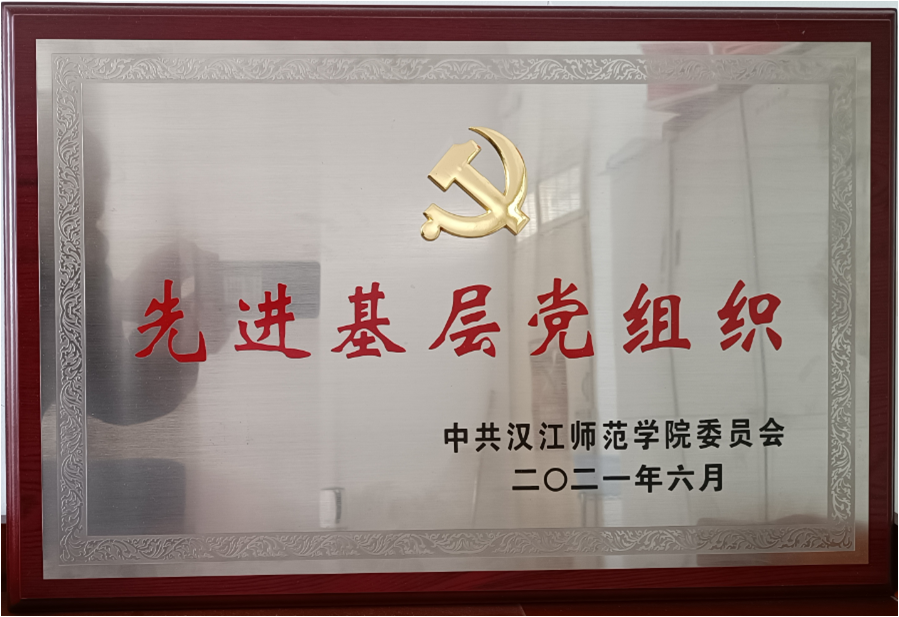 先进基层党组织
中共汉江师范学院委员会
二〇二一年六月